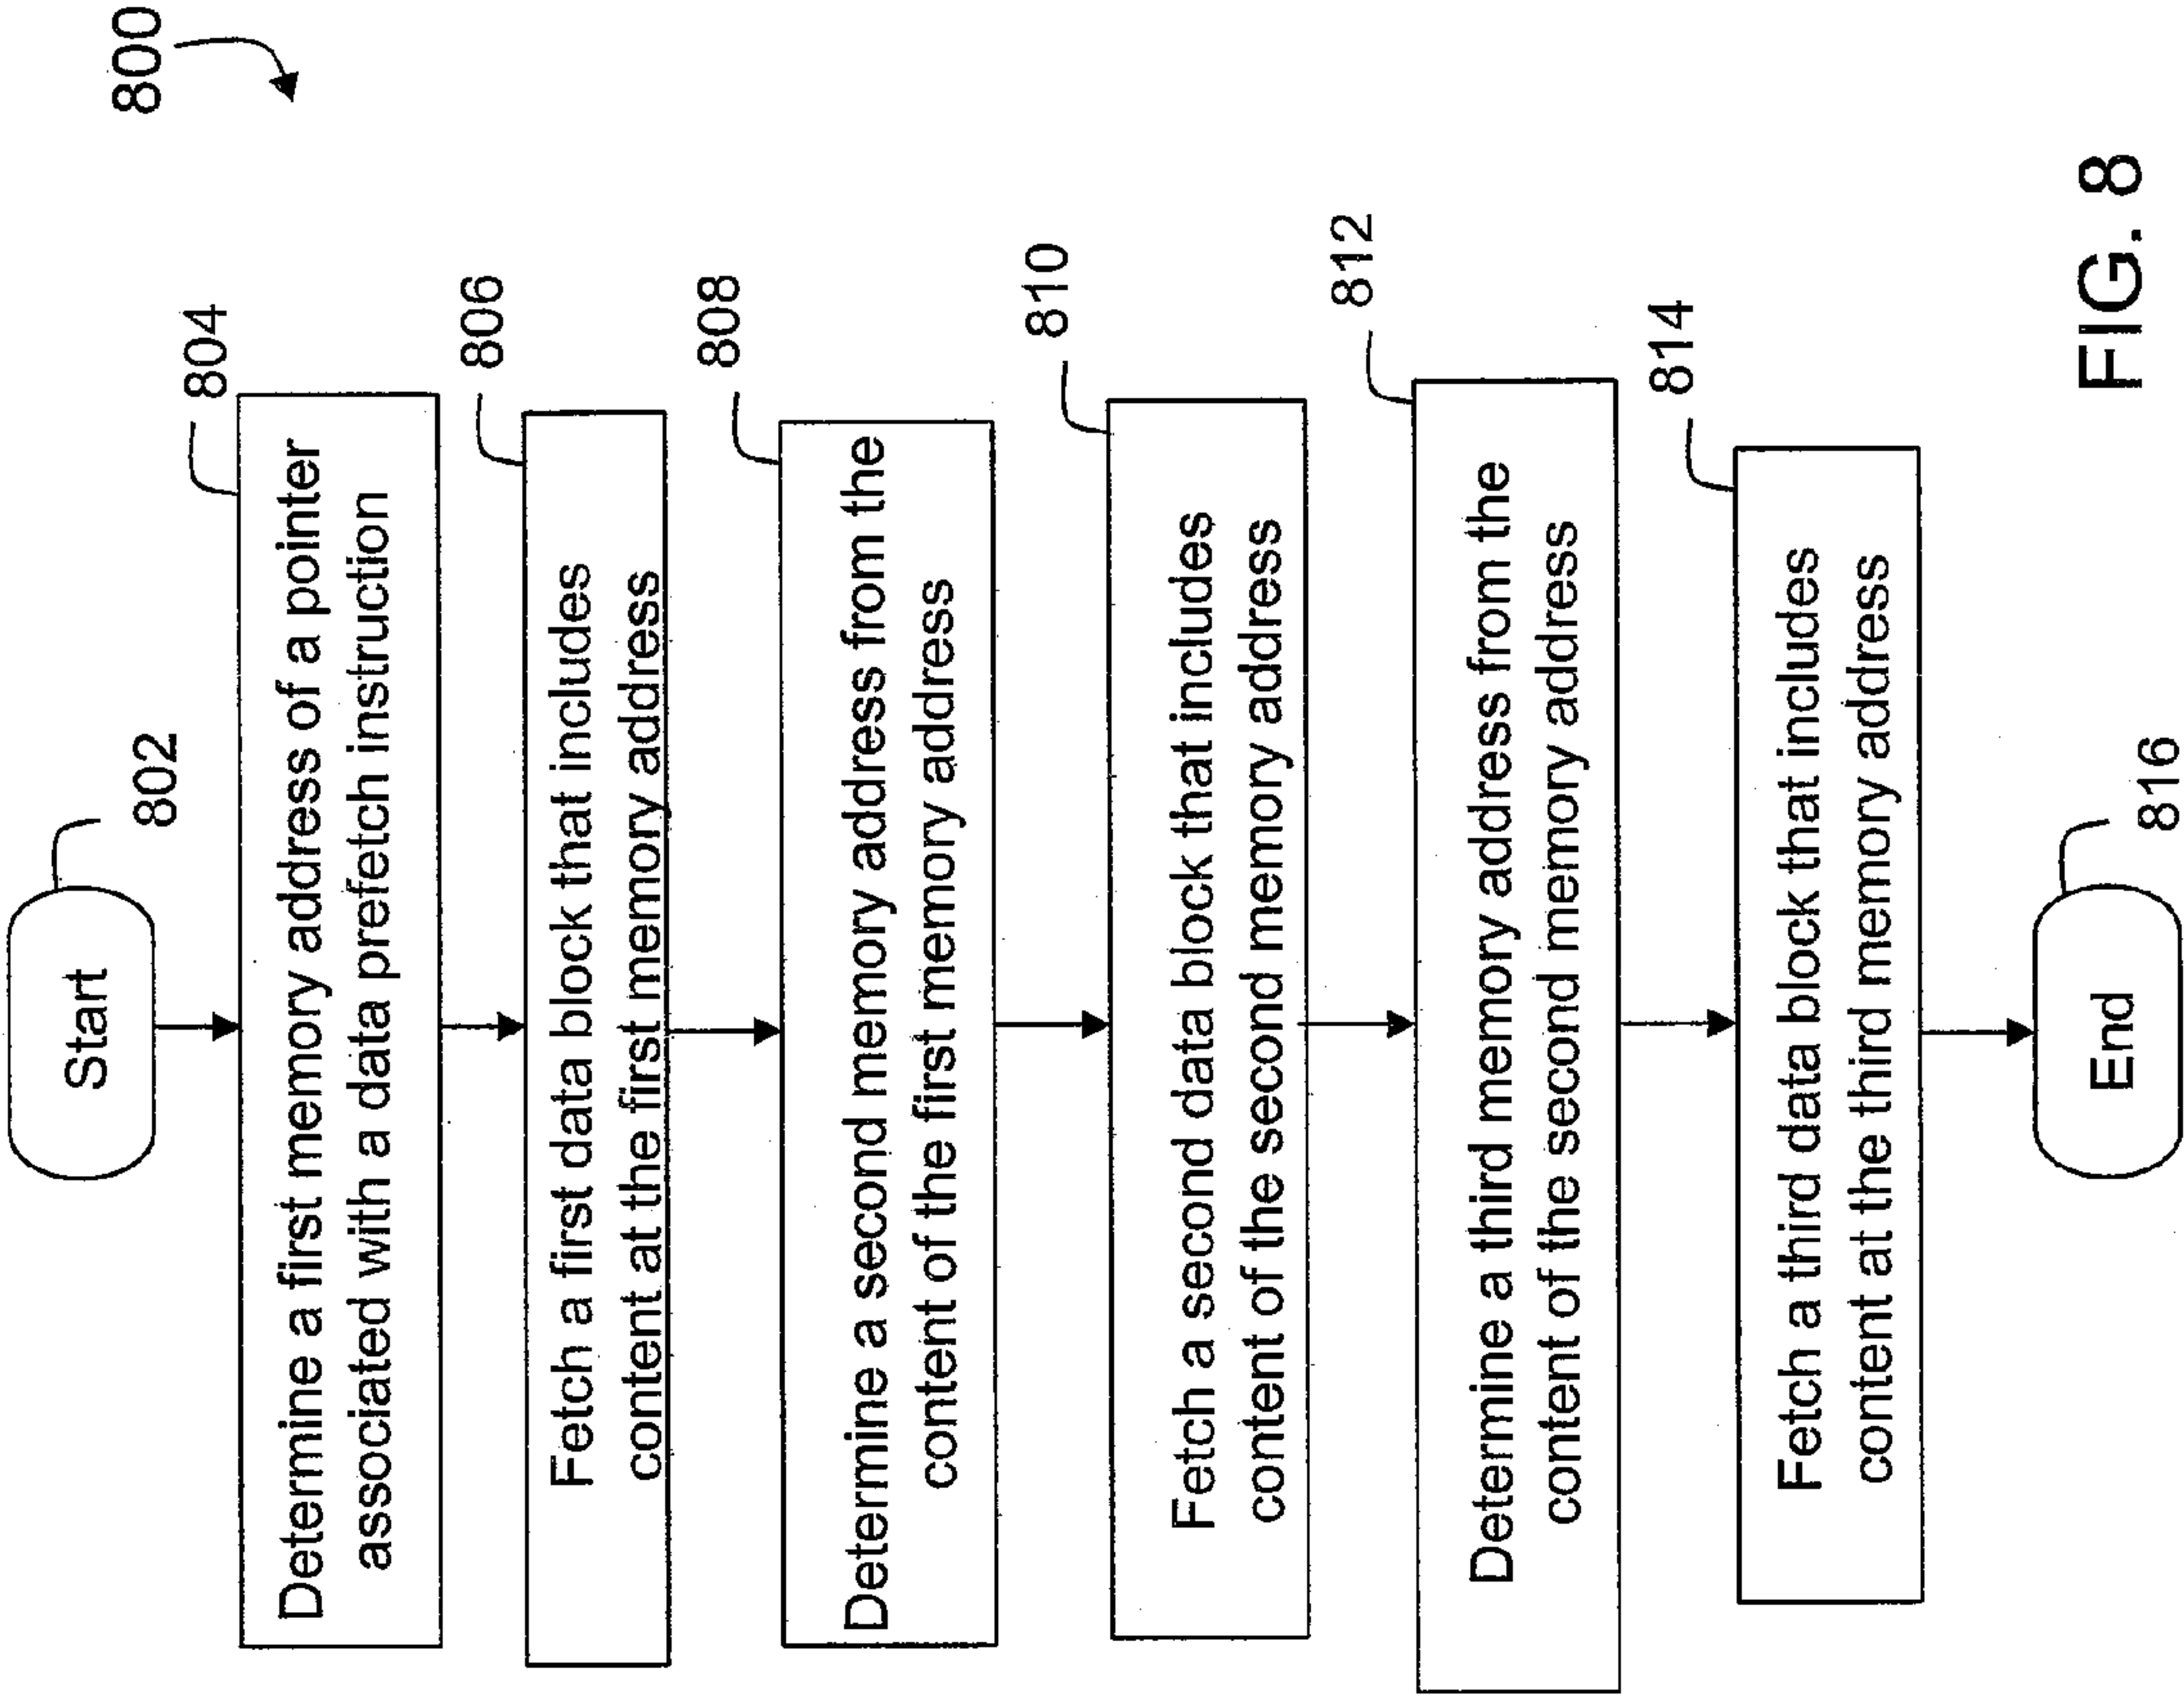 800
Start
802
804
Determine a first memory address of a pointer
associated with a data prefetch instruction
806
Fetch a first data block that includes
content at the first memory address
808
Determine a second memory address from the
content of the first memory address
810
Fetch a second data block that includes
content of the second memory address
812
Determine a third memory address from the
content of the second memory address
814
Fetch a third data block that includes
content at the third memory address
End
816
FIG. 8